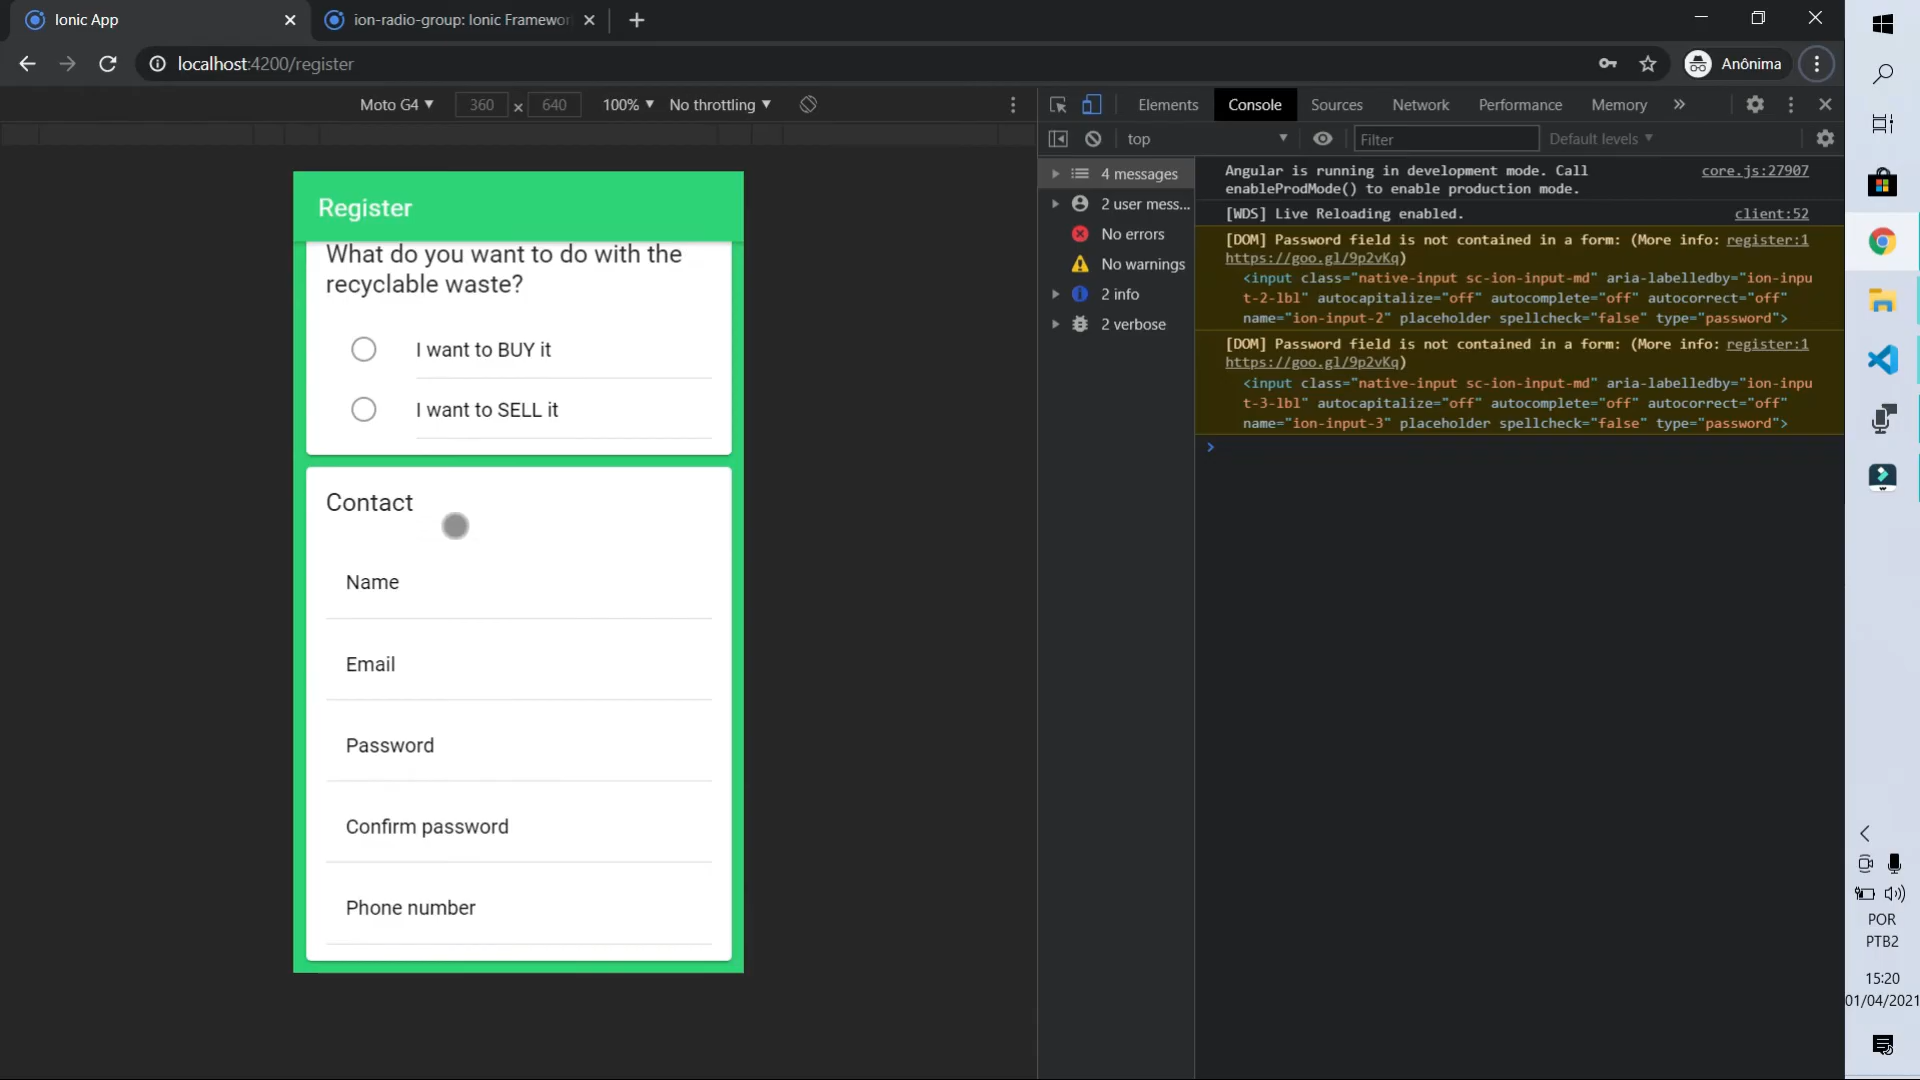 Ionic App
ion-radio-group: Ionic Framewor
localhost:4200/register
Anônima
Moto G4 ▼ 360 × 640 100% ▼ No throttling ▼
Elements Console Sources Network Performance Memory »
top ▼ Filter Default levels ▼
4 messages
2 user mess...
No errors
No warnings
2 info
2 verbose
Angular is running in development mode. Call core.js:27907
enableProdMode() to enable production mode.
[WDS] Live Reloading enabled. client:52
[DOM] Password field is not contained in a form: (More info: register:1
https://goo.gl/9p2vKq)
<input class="native-input sc-ion-input-md" aria-labelledby="ion-inpu
t-2-lbl" autocapitalize="off" autocomplete="off" autocorrect="off"
name="ion-input-2" placeholder spellcheck="false" type="password">
[DOM] Password field is not contained in a form: (More info: register:1
https://goo.gl/9p2vKq)
<input class="native-input sc-ion-input-md" aria-labelledby="ion-inpu
t-3-lbl" autocapitalize="off" autocomplete="off" autocorrect="off"
name="ion-input-3" placeholder spellcheck="false" type="password">
Register
What do you want to do with the
recyclable waste?
I want to BUY it
I want to SELL it
Contact
Name
Email
Password
Confirm password
Phone number
POR
PTB2
15:20
01/04/2021